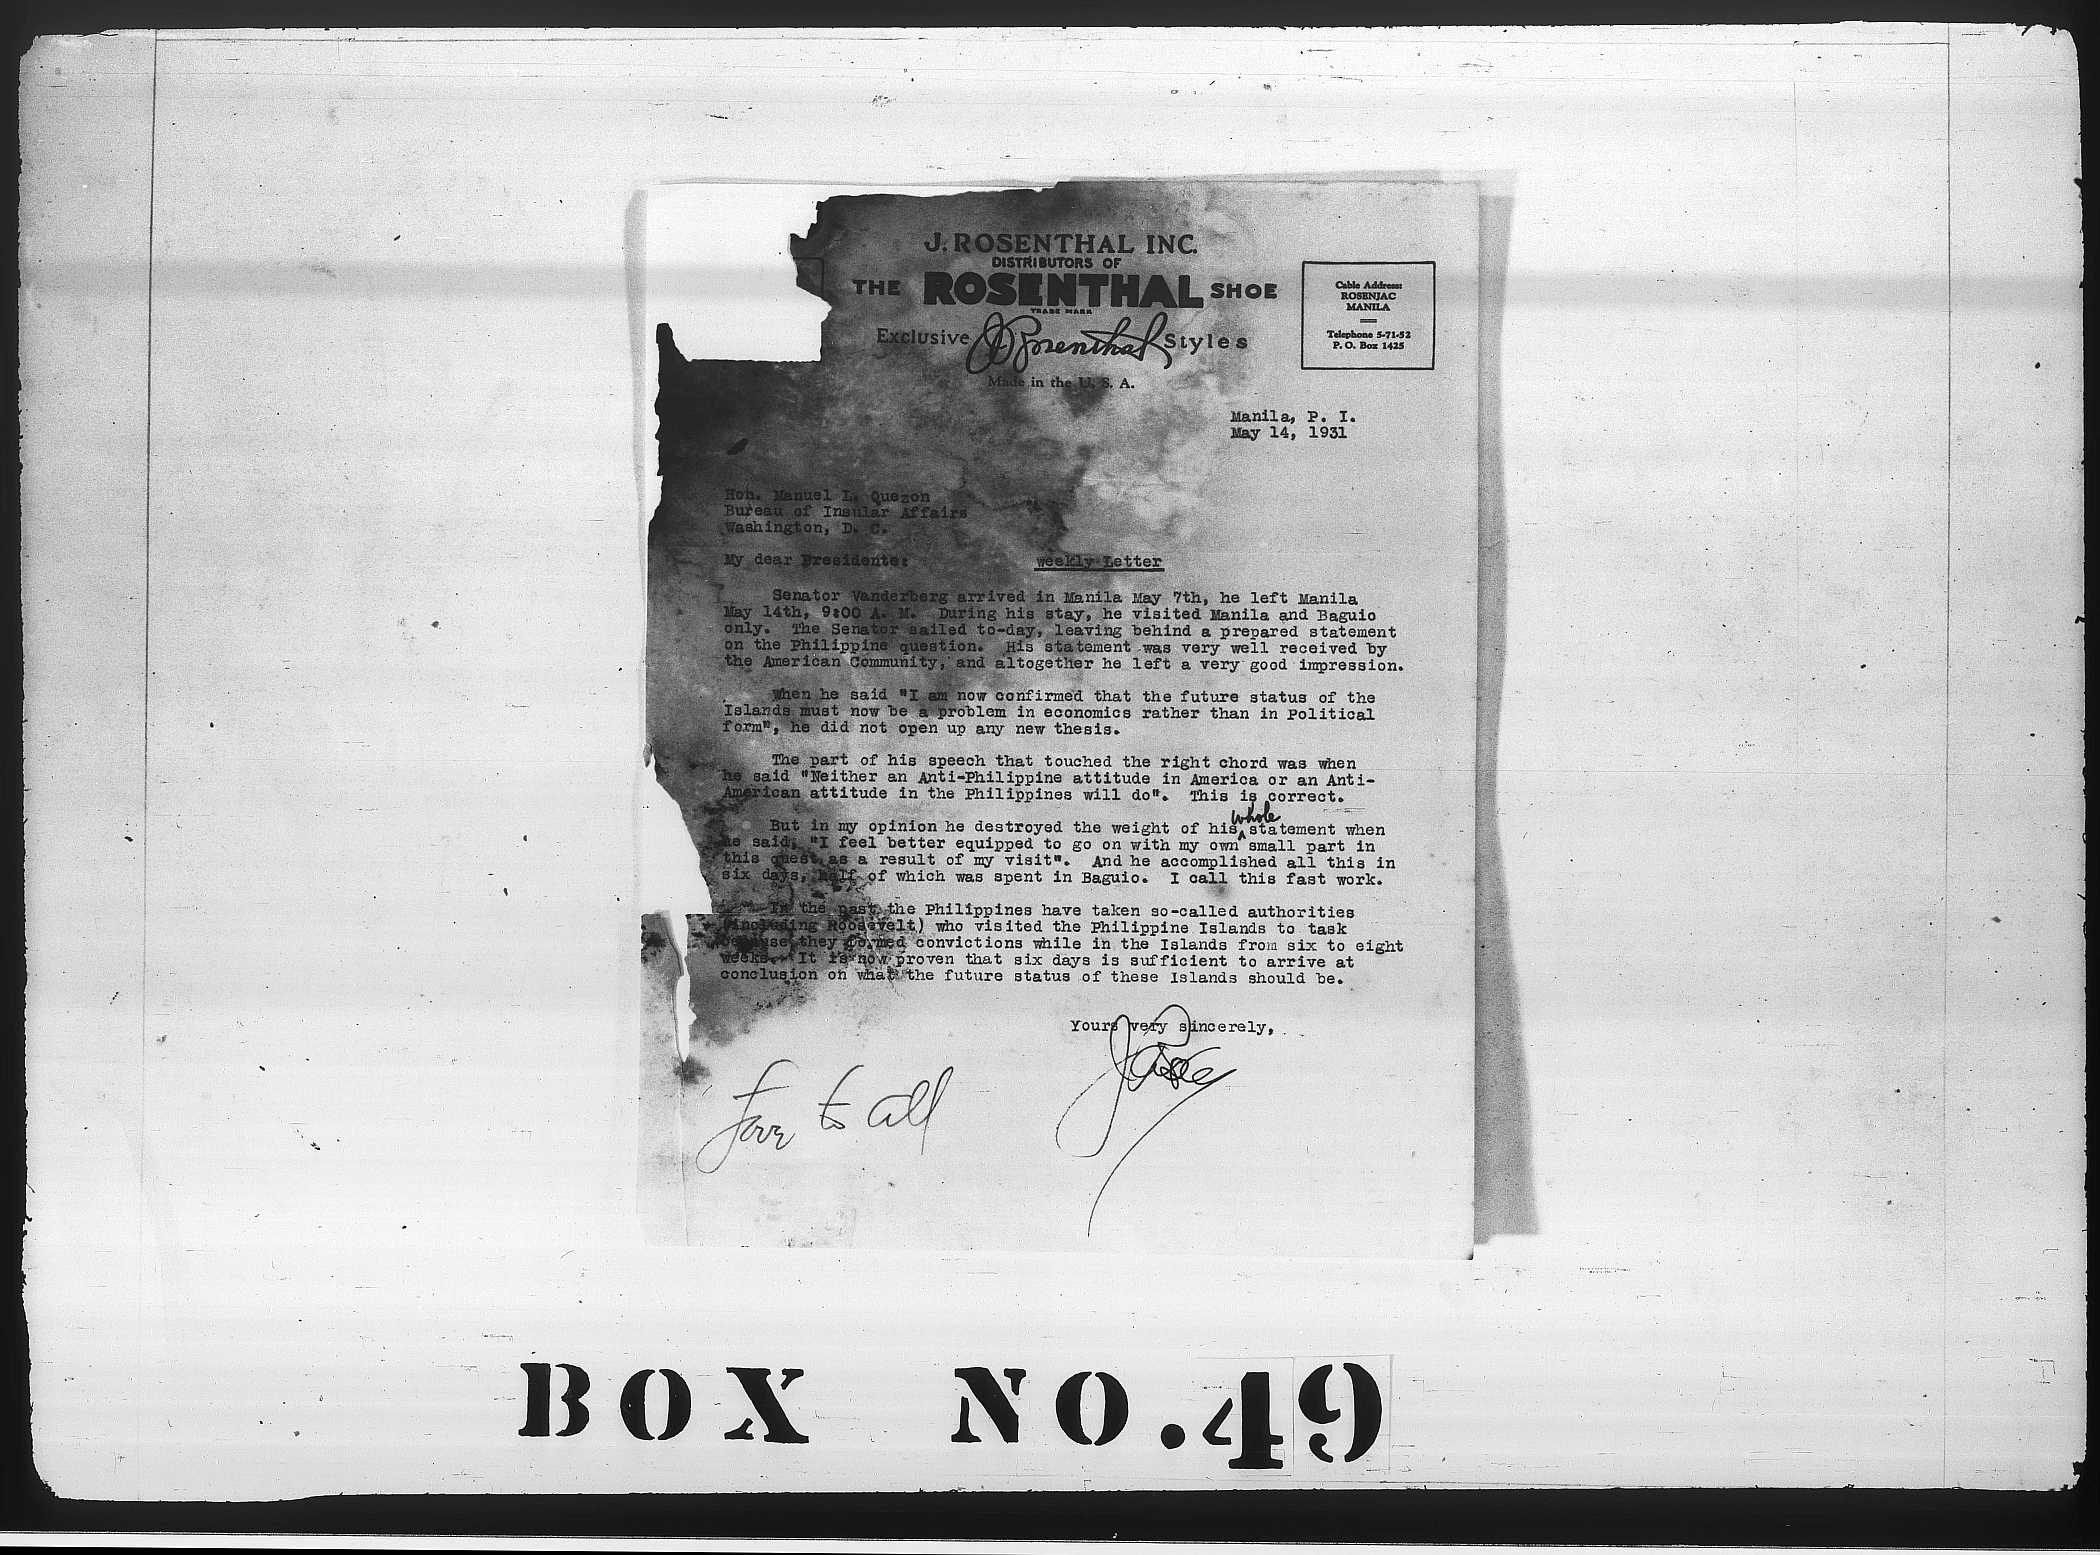 J. ROSENTHAL INC.
DISTRIBUTORS OF
THE ROSENTHAL SHOE
TRADE MARK
Exclusive J Rosenthal Styles
Made in the U. S. A.
Cable Address:
ROSENJAC
MANILA
Telephone 5-71-52
P. O. Box 1425
Manila, P. I.
May 14, 1931
Hon. Manuel L. Quezon
Bureau of Insular Affairs
Washington, D. C.
My dear Presidente:
Weekly Letter
Senator Vanderberg arrived in Manila May 7th, he left Manila
May 14th, 9:00 A. M. During his stay, he visited Manila and Baguio
only. The Senator sailed to-day, leaving behind a prepared statement
on the Philippine question. His statement was very well received by
the American Community, and altogether he left a very good impression.
When he said "I am now confirmed that the future status of the
Islands must now be a problem in economics rather than in Political
form", he did not open up any new thesis.
The part of his speech that touched the right chord was when
he said "Neither an Anti-Philippine attitude in America or an Anti-
American attitude in the Philippines will do". This is correct.
But in my opinion he destroyed the weight of his whole statement when
he said; "I feel better equipped to go on with my own small part in
this quest as a result of my visit". And he accomplished all this in
six days, half of which was spent in Baguio. I call this fast work.
In the past the Philippines have taken so-called authorities
(including Roosevelt) who visited the Philippine Islands to task
because they formed convictions while in the Islands from six to eight
weeks. It is now proven that six days is sufficient to arrive at
conclusion on what the future status of these Islands should be.
Yours very sincerely,
to all
BOX NO. 49